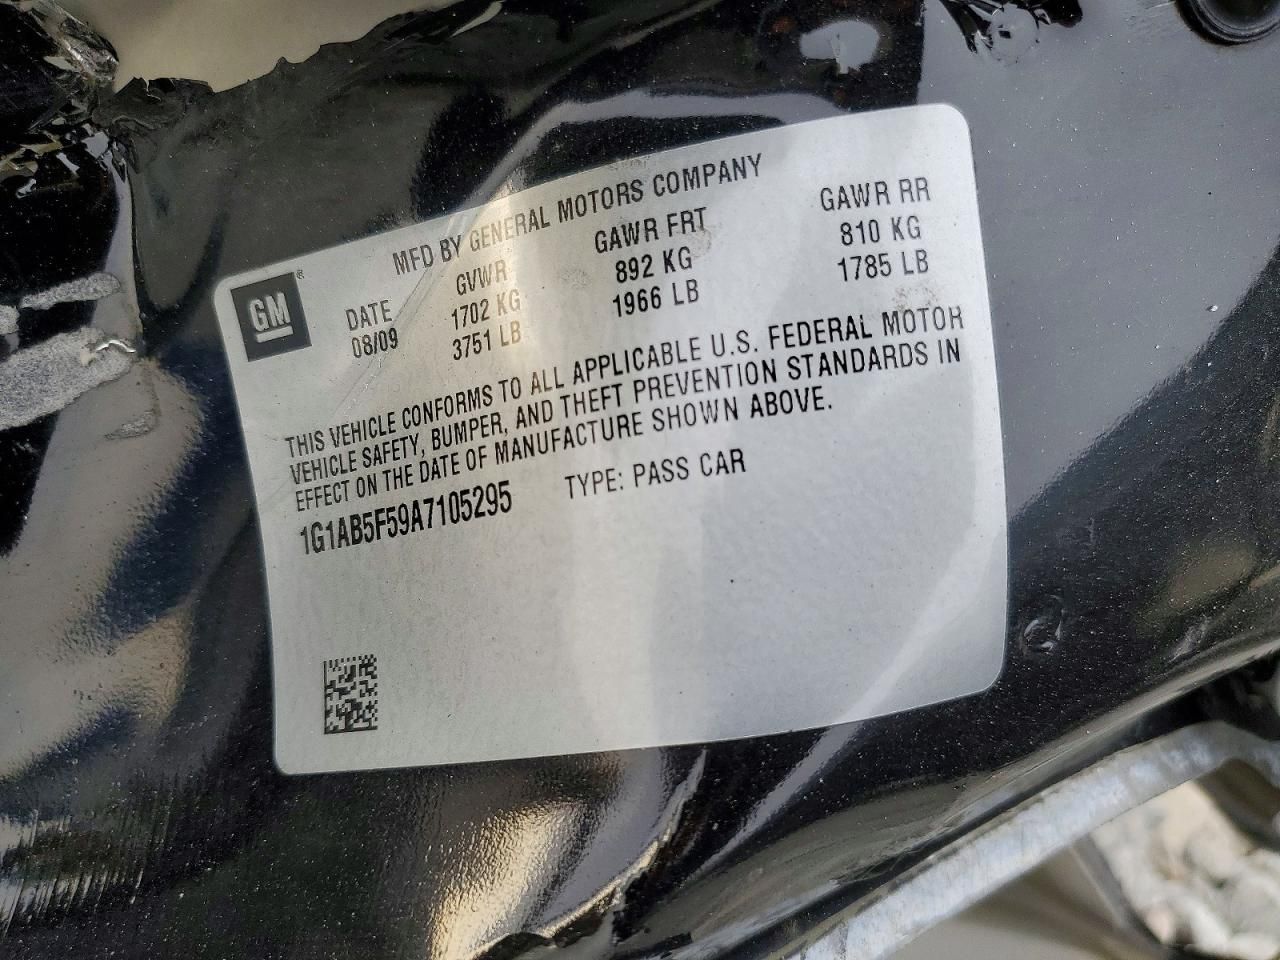 MFD BY GENERAL MOTORS COMPANY
GM®
DATE GVWR GAWR FRT GAWR RR
08/09 1702 KG 892 KG 810 KG
3751 LB 1966 LB 1785 LB
THIS VEHICLE CONFORMS TO ALL APPLICABLE U.S. FEDERAL MOTOR
VEHICLE SAFETY, BUMPER, AND THEFT PREVENTION STANDARDS IN
EFFECT ON THE DATE OF MANUFACTURE SHOWN ABOVE.
1G1AB5F59A7105295 TYPE: PASS CAR